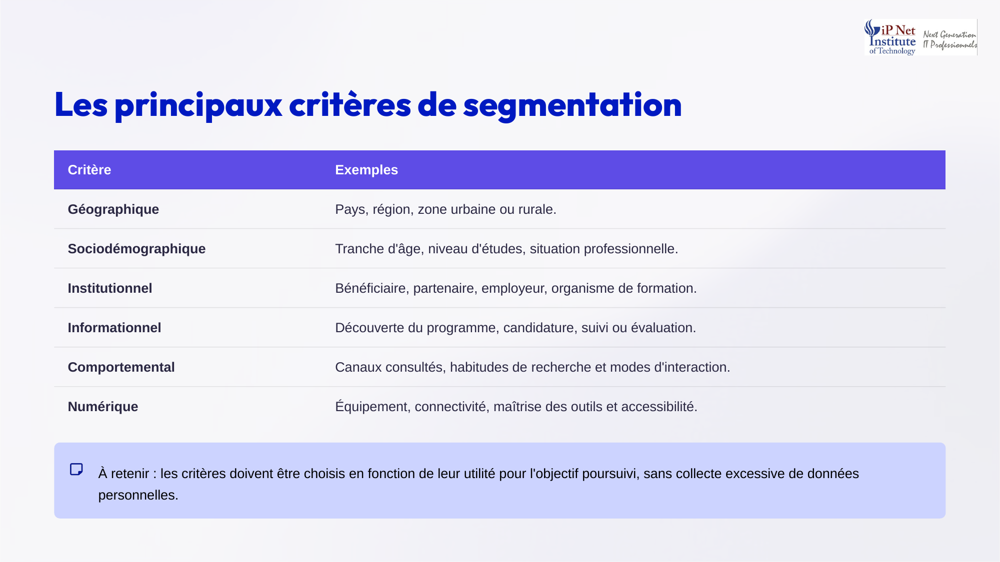 iP Net
Institute
of Technology
Next Generation
IT Professionnels
Les principaux critères de segmentation
Critère Exemples
Géographique Pays, région, zone urbaine ou rurale.
Sociodémographique Tranche d'âge, niveau d'études, situation professionnelle.
Institutionnel Bénéficiaire, partenaire, employeur, organisme de formation.
Informationnel Découverte du programme, candidature, suivi ou évaluation.
Comportemental Canaux consultés, habitudes de recherche et modes d'interaction.
Numérique Équipement, connectivité, maîtrise des outils et accessibilité.
À retenir : les critères doivent être choisis en fonction de leur utilité pour l'objectif poursuivi, sans collecte excessive de données
personnelles.